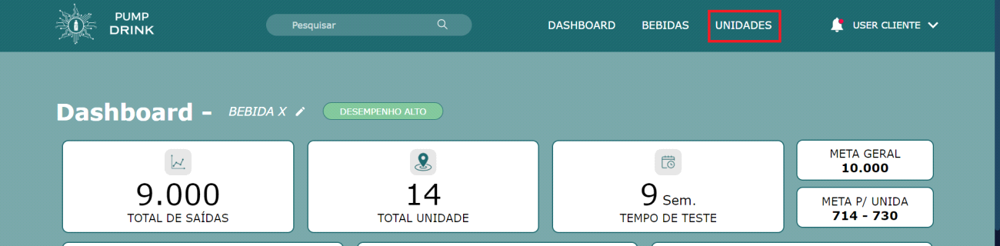 PUMP
DRINK
Pesquisar
DASHBOARD
BEBIDAS
UNIDADES
USER CLIENTE
Dashboard -
BEBIDA X
DESEMPENHO ALTO
9.000
TOTAL DE SAÍDAS
14
TOTAL UNIDADE
9 Sem.
TEMPO DE TESTE
META GERAL
10.000
META P/ UNIDA
714 - 730